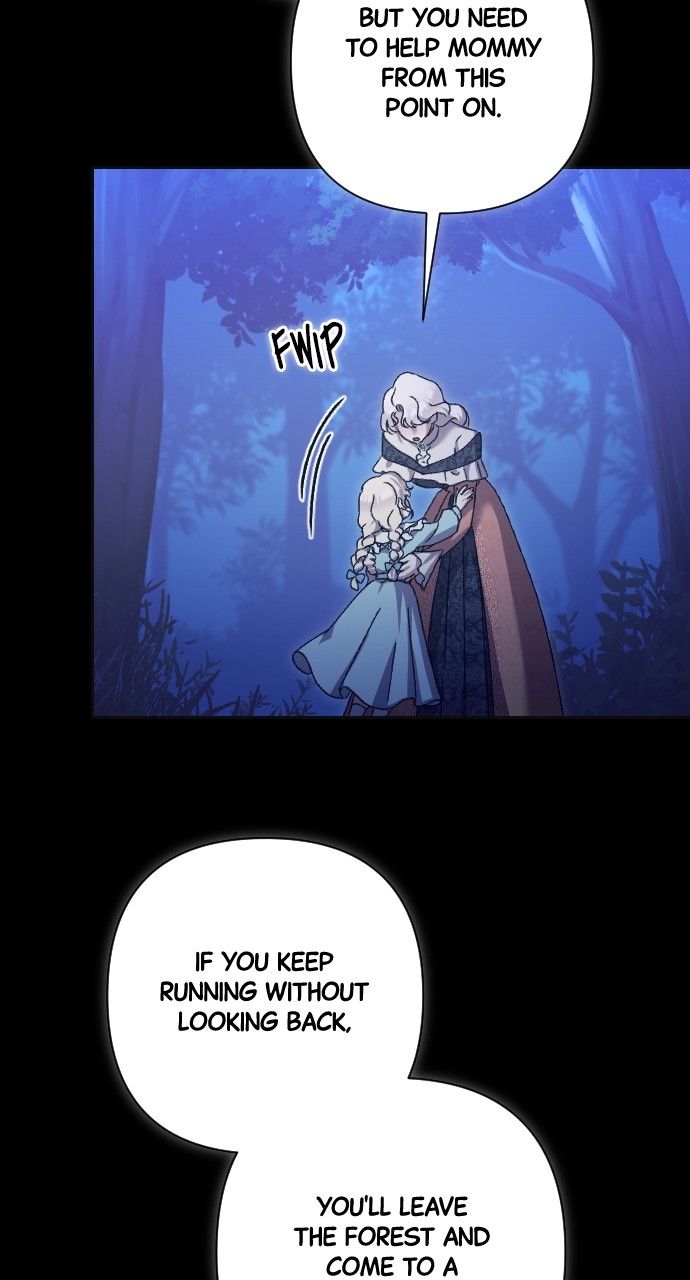 BUT YOU NEED
TO HELP MOMMY
FROM THIS
POINT ON.
FWIP
IF YOU KEEP
RUNNING WITHOUT
LOOKING BACK,
YOU'LL LEAVE
THE FOREST AND
COME TO A